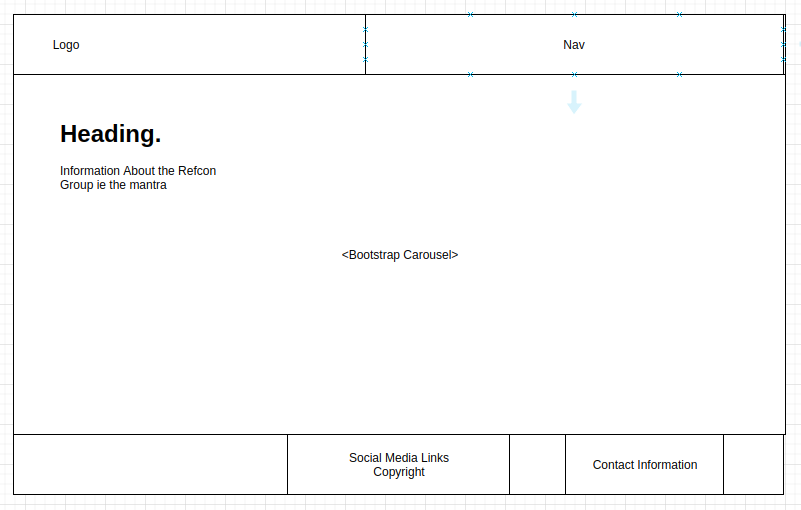 Logo
Nav
Heading.
Information About the Refcon
Group ie the mantra
<Bootstrap Carousel>
Social Media Links
Copyright
Contact Information